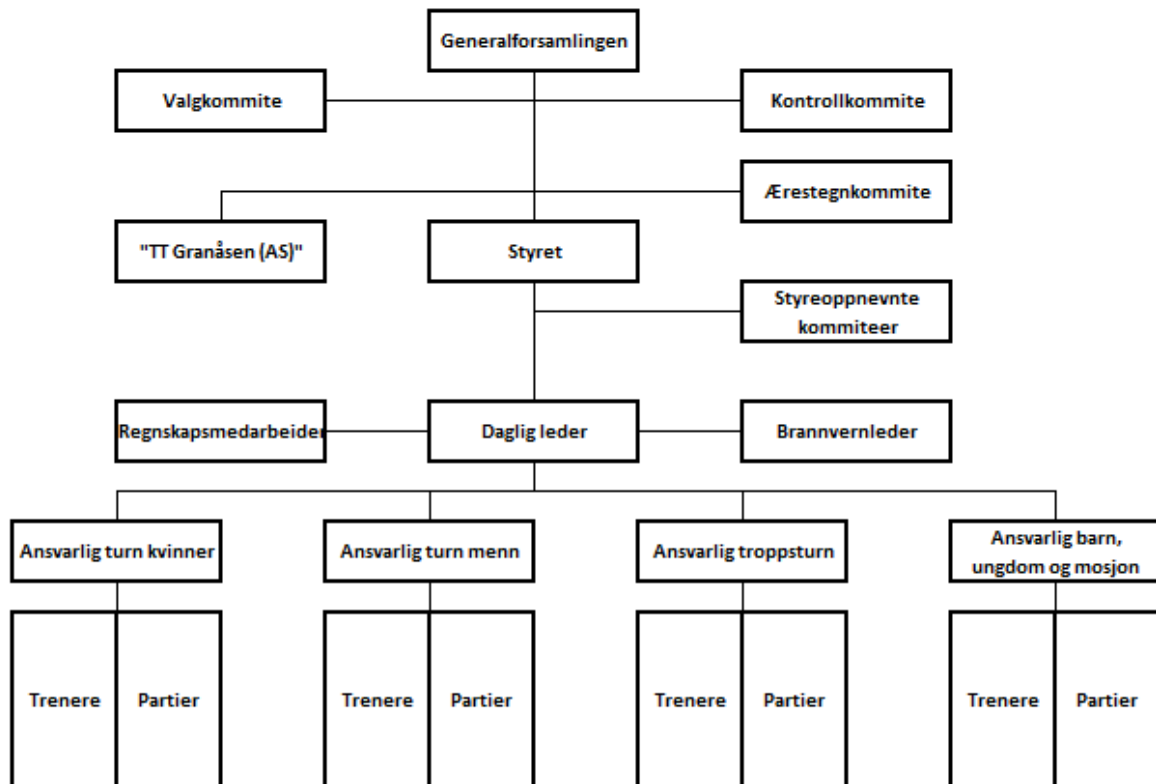 Generalforsamlingen
Valgkommite
Kontrollkommite
Ærestegnkommite
"TT Granåsen (AS)"
Styret
Styreoppnevnte
kommiteer
Regnskapsmedarbeider
Daglig leder
Brannvernleder
Ansvarlig turn kvinner
Ansvarlig turn menn
Ansvarlig troppsturn
Ansvarlig barn,
ungdom og mosjon
Trenere
Partier
Trenere
Partier
Trenere
Partier
Trenere
Partier